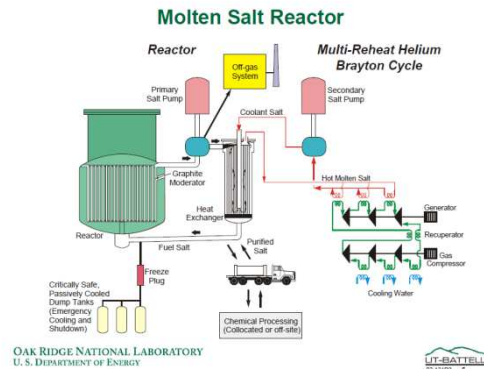 Molten Salt Reactor
Reactor
Multi-Reheat Helium
Brayton Cycle
Off-gas
System
Primary
Salt Pump
Secondary
Salt Pump
Coolant Salt
Graphite
Moderator
Hot Molten Salt
Heat
Exchanger
Generator
Recuperator
Reactor
Fuel Salt
Purified
Salt
Gas
Compressor
Freeze
Plug
Critically Safe,
Passively Cooled
Dump Tanks
(Emergency
Cooling and
Shutdown)
Cooling Water
Chemical Processing
(Collocated or off-site)
OAK RIDGE NATIONAL LABORATORY
U. S. DEPARTMENT OF ENERGY
UT-BATTELL